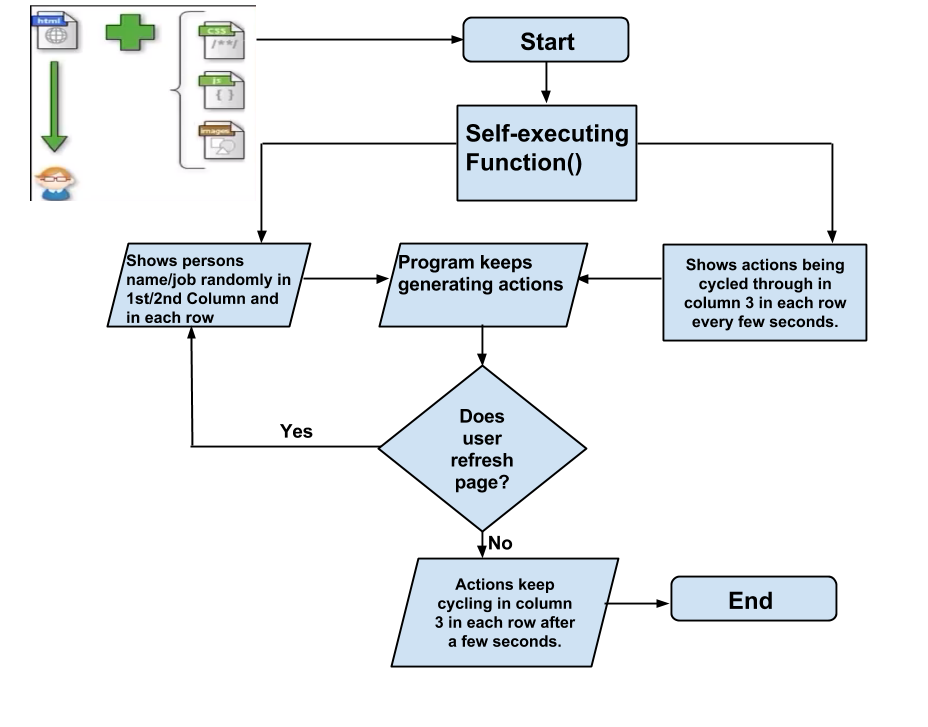 html
CSS
/**/
Start
js
{ }
images
Self-executing
Function()
Shows persons
name/job randomly in
1st/2nd Column and
in each row
Program keeps
generating actions
Shows actions being
cycled through in
column 3 in each row
every few seconds.
Does
user
refresh
page?
Yes
No
Actions keep
cycling in column
3 in each row after
a few seconds.
End